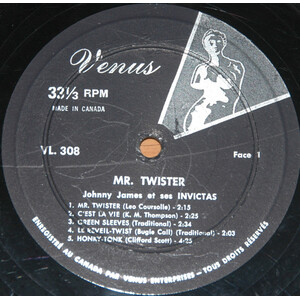 Venus
33⅓ RPM
MADE IN CANADA
VL 308
Face 1
MR. TWISTER
Johnny James et ses INVICTAS
1. MR. TWISTER (Leo Coursolle) - 2:15
2. C'EST LA VIE (K. M. Thompson) - 2:25
3. GREEN SLEEVES (Traditional) - 2:25
4. LE REVEIL-TWIST (Bugle Call) (Traditional) - 2:03
5. HONKY-TONK (Clifford Scott) - 4:25
ENREGISTRÉ AU CANADA PAR VENUS-ENTERPRISES - TOUS DROITS RÉSERVÉS